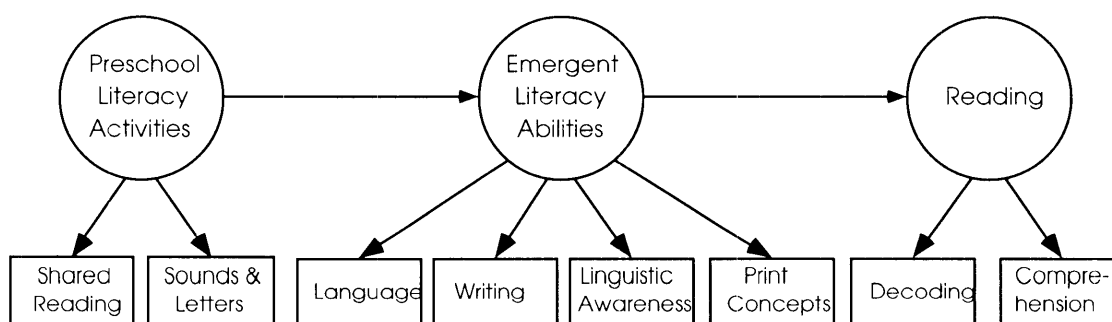 Preschool
Literacy
Activities
Emergent
Literacy
Abilities
Reading
Shared
Reading
Sounds &
Letters
Language
Writing
Linguistic
Awareness
Print
Concepts
Decoding
Compre-
hension